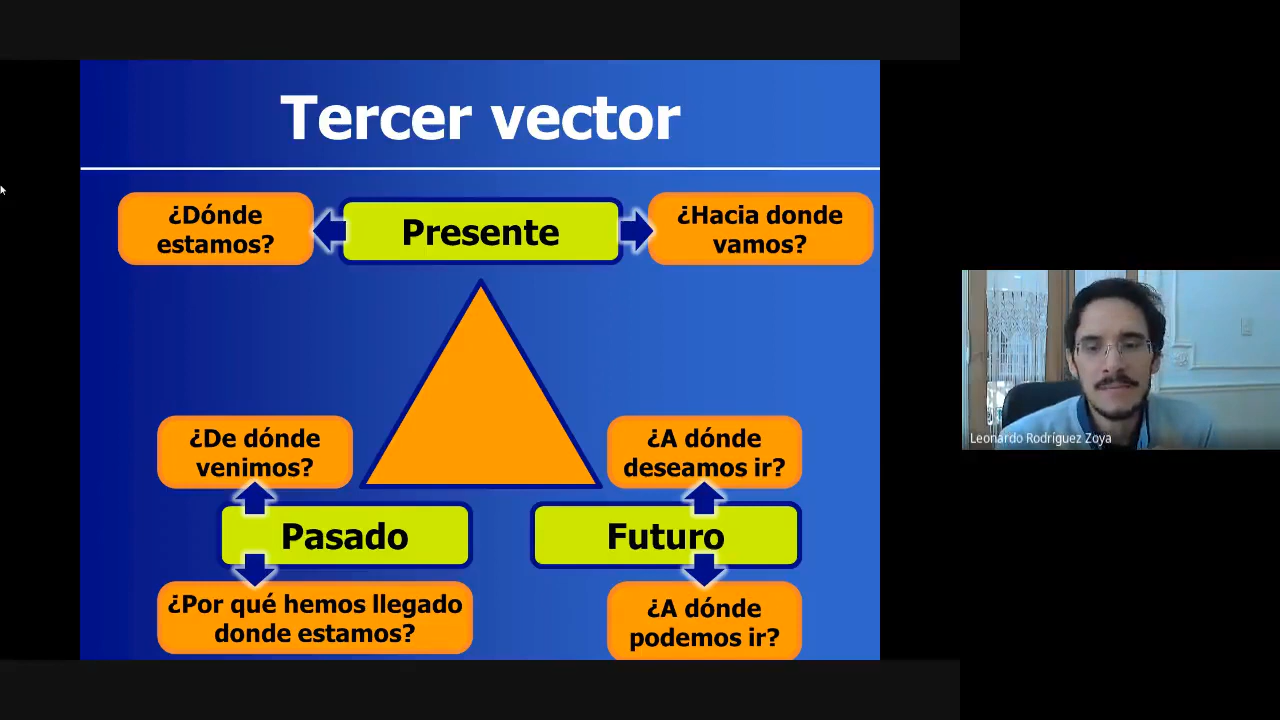 Tercer vector
¿Dónde
estamos?
Presente
¿Hacia donde
vamos?
¿De dónde
venimos?
¿A dónde
deseamos ir?
Pasado
Futuro
¿Por qué hemos llegado
donde estamos?
¿A dónde
podemos ir?
Leonardo Rodríguez Zoya